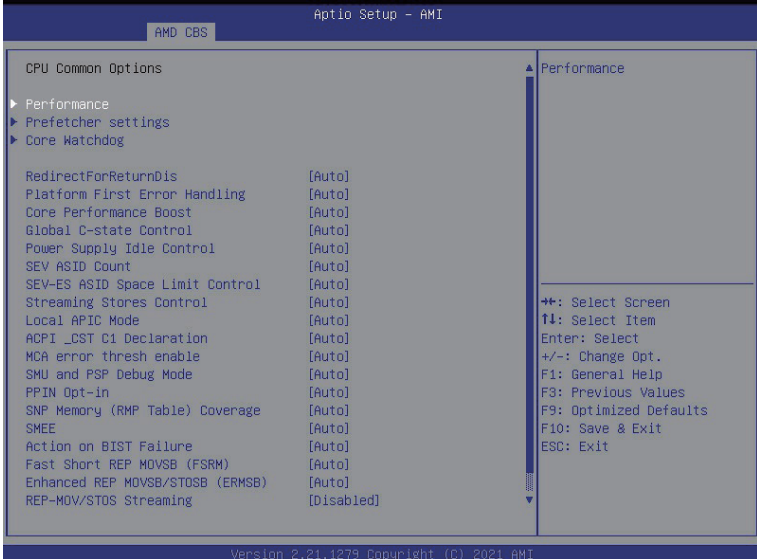 Aptio Setup – AMI
AMD CBS
CPU Common Options
Performance
Prefetcher settings
Core Watchdog
RedirectForReturnDis [Auto]
Platform First Error Handling [Auto]
Core Performance Boost [Auto]
Global C-state Control [Auto]
Power Supply Idle Control [Auto]
SEV ASID Count [Auto]
SEV-ES ASID Space Limit Control [Auto]
Streaming Stores Control [Auto]
Local APIC Mode [Auto]
ACPI _CST C1 Declaration [Auto]
MCA error thresh enable [Auto]
SMU and PSP Debug Mode [Auto]
PPIN Opt-in [Auto]
SNP Memory (RMP Table) Coverage [Auto]
SMEE [Auto]
Action on BIST Failure [Auto]
Fast Short REP MOVSB (FSRM) [Auto]
Enhanced REP MOVSB/STOSB (ERMSB) [Auto]
REP-MOV/STOS Streaming [Disabled]
Performance
→←: Select Screen
↑↓: Select Item
Enter: Select
+/-: Change Opt.
F1: General Help
F3: Previous Values
F9: Optimized Defaults
F10: Save & Exit
ESC: Exit
Version 2.21.1279 Copyright (C) 2021 AMI